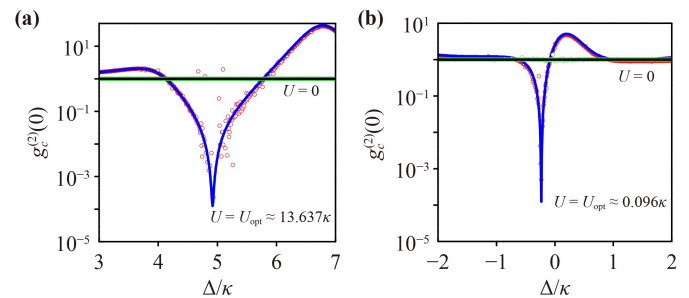 (a)
g_c^{(2)}(0)
10^1
10^{-1}
10^{-3}
10^{-5}
U = 0
U = U_opt ≈ 13.637κ
3 4 5 6 7
Δ/κ
(b)
g_c^{(2)}(0)
10^1
10^{-1}
10^{-3}
10^{-5}
U = 0
U = U_opt ≈ 0.096κ
−2 −1 0 1 2
Δ/κ